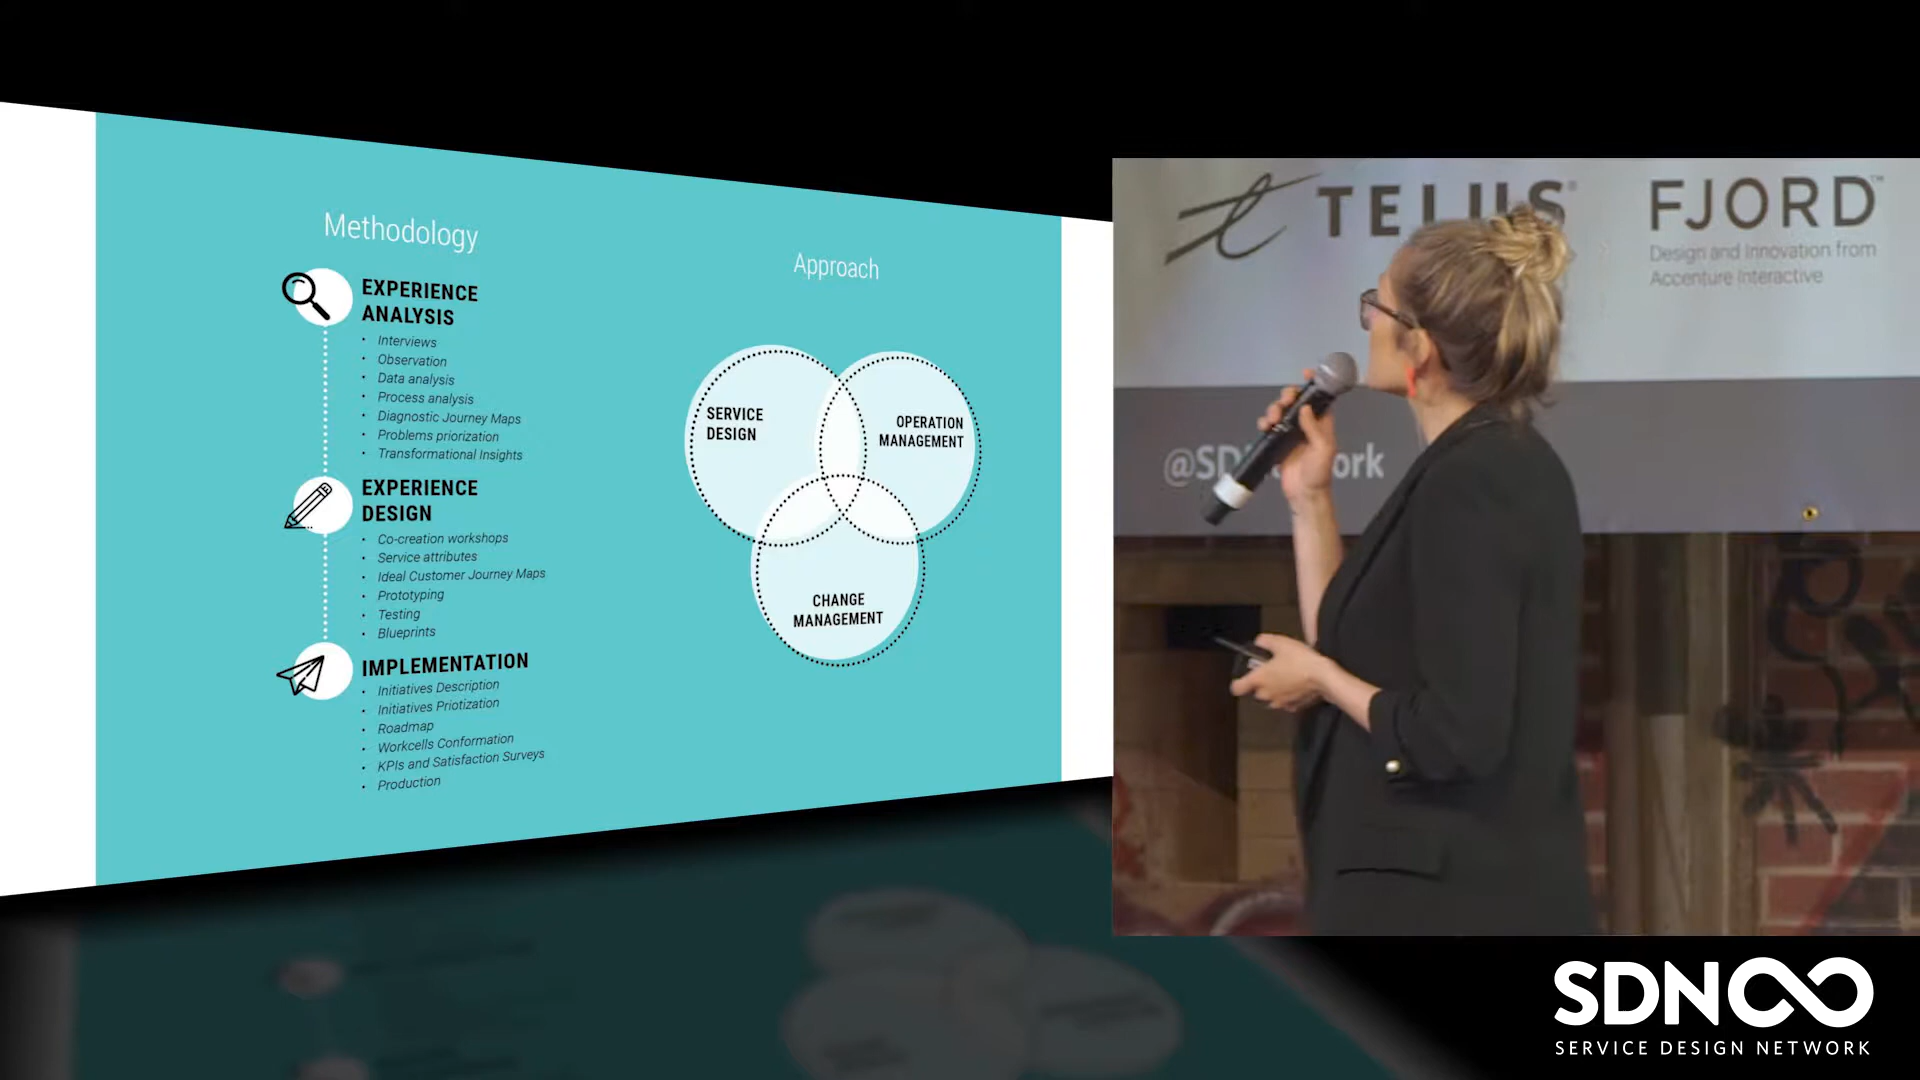 Methodology
EXPERIENCE
ANALYSIS
• Interviews
• Observation
• Data analysis
• Process analysis
• Diagnostic Journey Maps
• Problems priorization
• Transformational Insights
EXPERIENCE
DESIGN
• Co-creation workshops
• Service attributes
• Ideal Customer Journey Maps
• Prototyping
• Testing
• Blueprints
IMPLEMENTATION
• Initiatives Description
• Initiatives Priotization
• Roadmap
• Workcells Conformation
• KPIs and Satisfaction Surveys
• Production
Approach
SERVICE
DESIGN
OPERATION
MANAGEMENT
CHANGE
MANAGEMENT
TELUS®
FJORD™
Design and Innovation from
Accenture Interactive
SDN
SERVICE DESIGN NETWORK